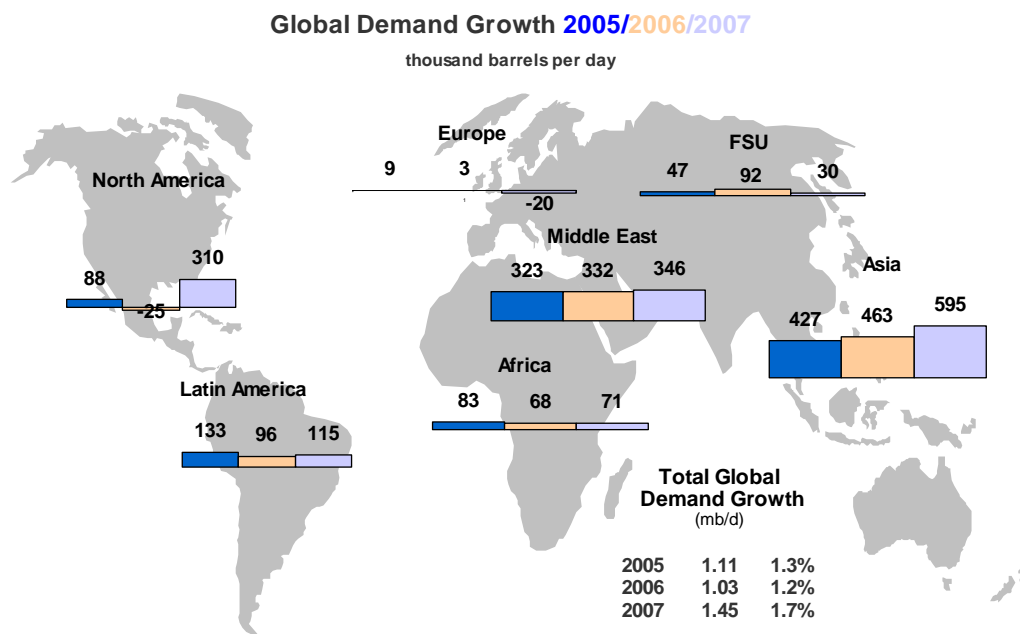 Global Demand Growth 2005/2006/2007
thousand barrels per day
Europe
9 3
-20
FSU
47 92 30
North America
88 -25 310
Middle East
323 332 346
Asia
427 463 595
Africa
83 68 71
Latin America
133 96 115
Total Global
Demand Growth
(mb/d)
2005 1.11 1.3%
2006 1.03 1.2%
2007 1.45 1.7%